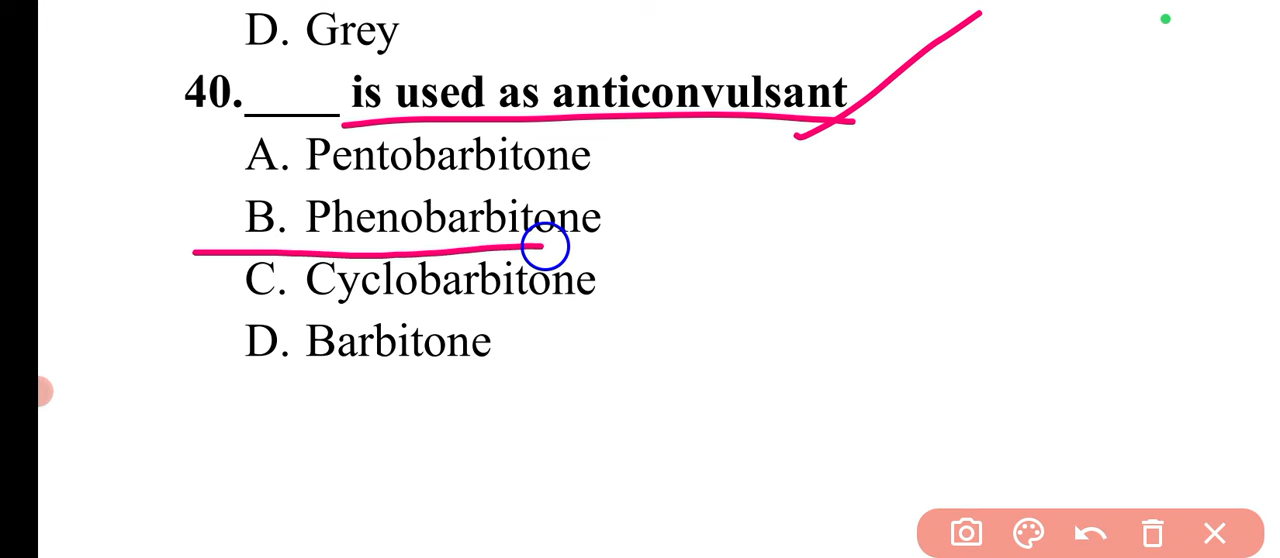 D. Grey
40.____ is used as anticonvulsant
A. Pentobarbitone
B. Phenobarbitone
C. Cyclobarbitone
D. Barbitone